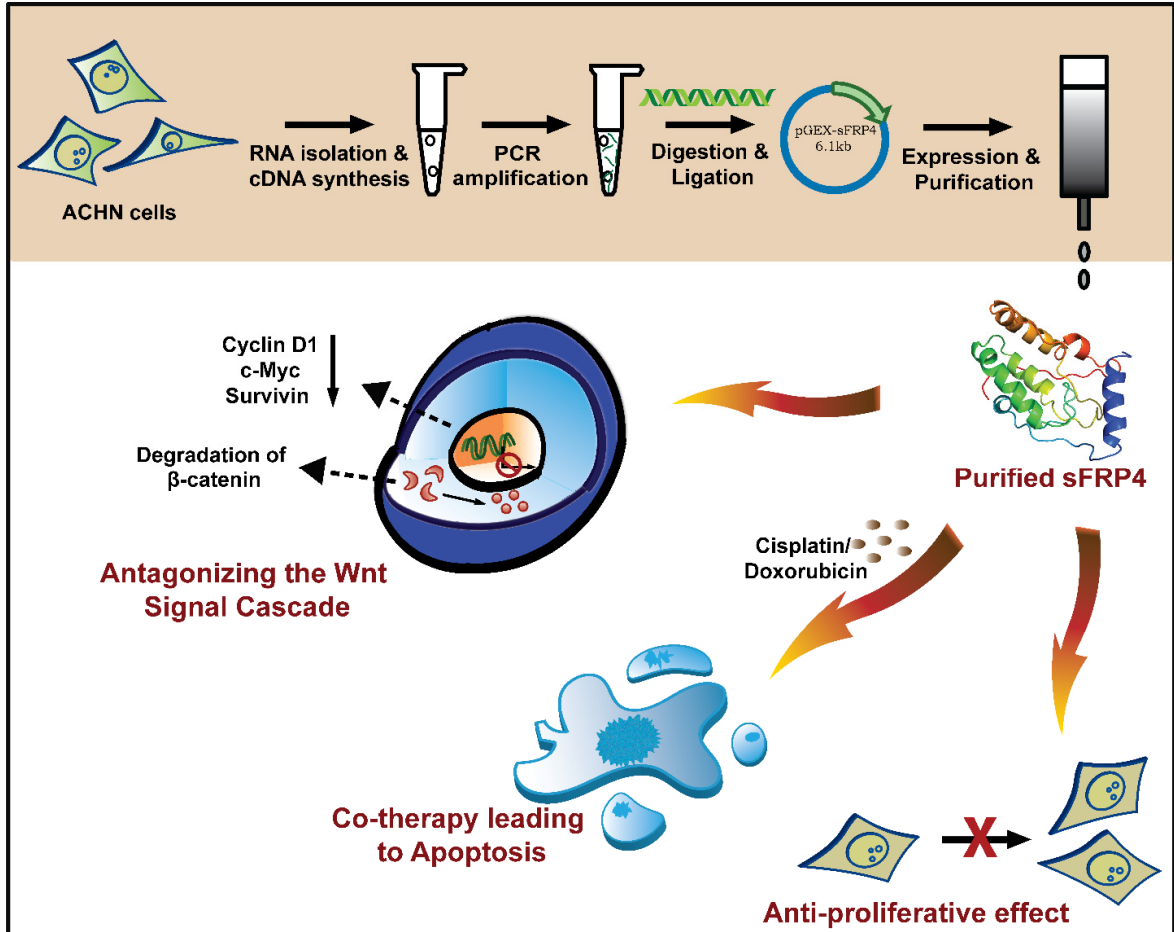 ACHN cells
RNA isolation &
cDNA synthesis
PCR
amplification
Digestion &
Ligation
pGEX-sFRP4
6.1kb
Expression &
Purification
Purified sFRP4
Cyclin D1
c-Myc
Survivin
Degradation of
β-catenin
Antagonizing the Wnt
Signal Cascade
Cisplatin/
Doxorubicin
Co-therapy leading
to Apoptosis
X
Anti-proliferative effect